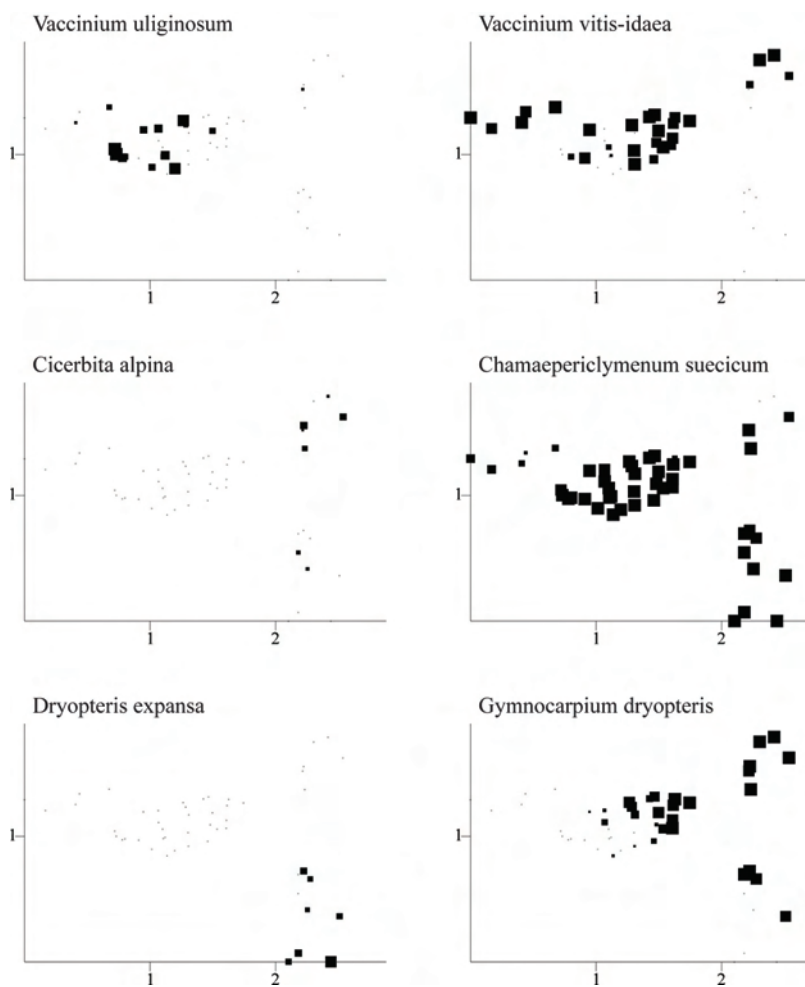 Vaccinium uliginosum
Vaccinium vitis-idaea
1
1
1 2
1 2
Cicerbita alpina
Chamaepericlymenum suecicum
1
1
1 2
1 2
Dryopteris expansa
Gymnocarpium dryopteris
1
1
1 2
1 2